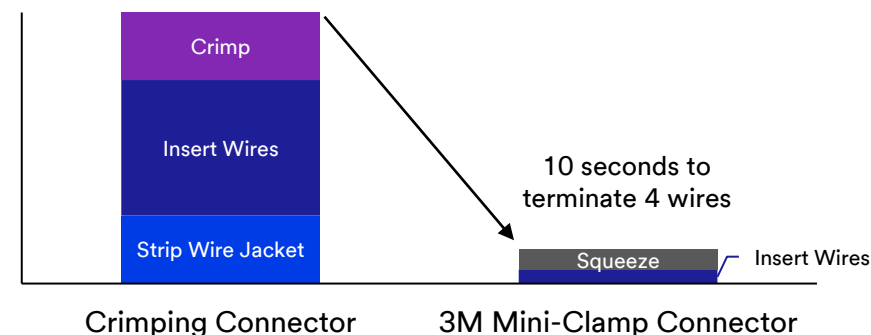 Crimp
Insert Wires
Strip Wire Jacket
10 seconds to
terminate 4 wires
Squeeze
Insert Wires
Crimping Connector
3M Mini-Clamp Connector